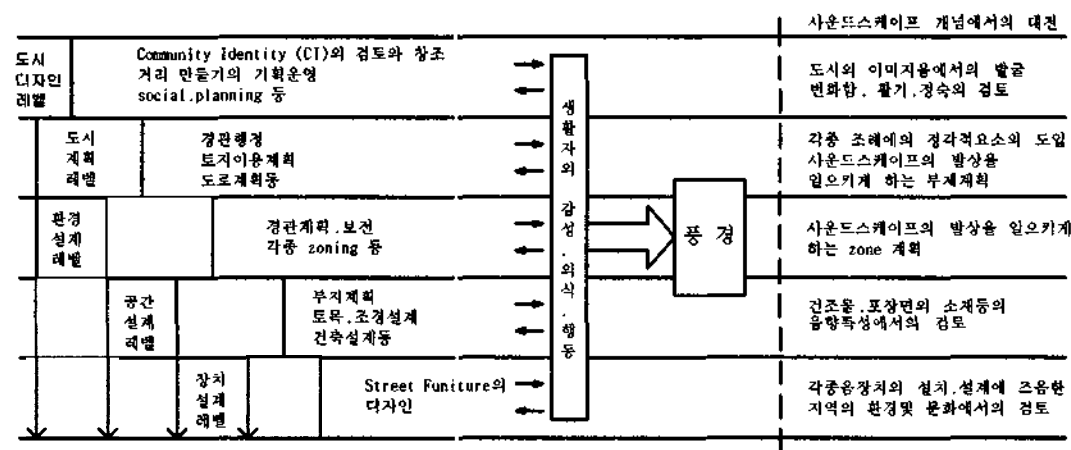 사운드스케이프 개념에서의 대전
도시
디자인
레벨
Community Identity (CI)의 검토와 창조
거리 만들기의 기획운영
social.planning 등
도시의 이미지음에서의 발굴
번화함, 활기,정숙의 검토
도시
계획
레벨
경관행정
토지이용계획
도로계획등
각종 조례에의 청각적요소의 도입
사운드스케이프의 발상을
일으키게 하는 부제계획
환경
설계
레벨
경관계획,보전
각종 zoning 등
사운드스케이프의 발상을 일으키게
하는 zone 계획
공간
설계
레벨
부지계획
토목,조경설계
건축설계등
건조물,포장면의 소재등의
음향특성에서의 검토
장치
설계
레벨
Street Funiture의
디자인
각종음장치의 설치,설계에 즈음한
지역의 환경및 문화에서의 검토
생활자의 감성.의식.행동
풍 경